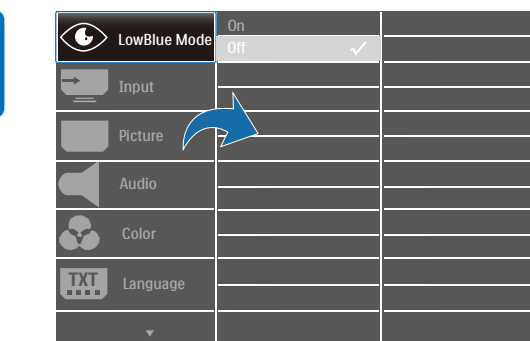 LowBlue Mode
On
Off
Input
Picture
Audio
Color
TXT
Language